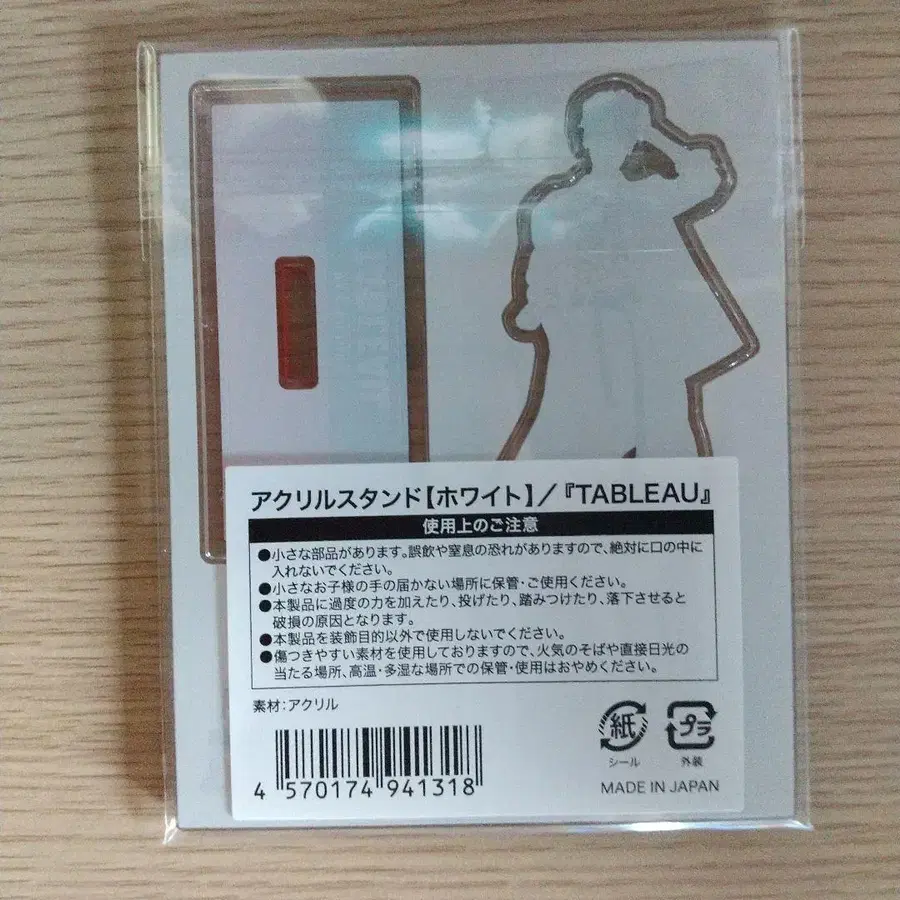 アクリルスタンド【ホワイト】/『TABLEAU』
使用上のご注意
●小さな部品があります。誤飲や窒息の恐れがありますので、絶対に口の中に
入れないでください。
●小さなお子様の手の届かない場所に保管・ご使用ください。
●本製品に過度の力を加えたり、投げたり、踏みつけたり、落下させると
破損の原因となります。
●本製品を装飾目的以外で使用しないでください。
●傷つきやすい素材を使用しておりますので、火気のそばや直接日光の
当たる場所、高温・多湿な場所での保管・使用はおやめください。
素材:アクリル
紙
シール
プラ
外装
4 570174 941318
MADE IN JAPAN